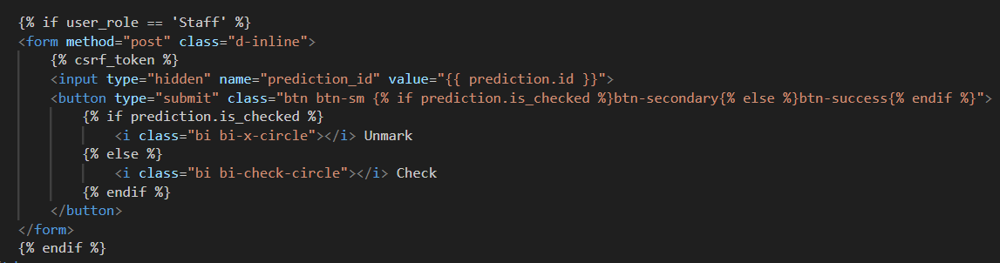 {% if user_role == 'Staff' %}
<form method="post" class="d-inline">
    {% csrf_token %}
    <input type="hidden" name="prediction_id" value="{{ prediction.id }}">
    <button type="submit" class="btn btn-sm {% if prediction.is_checked %}btn-secondary{% else %}btn-success{% endif %}">
        {% if prediction.is_checked %}
            <i class="bi bi-x-circle"></i> Unmark
        {% else %}
            <i class="bi bi-check-circle"></i> Check
        {% endif %}
    </button>
</form>
{% endif %}